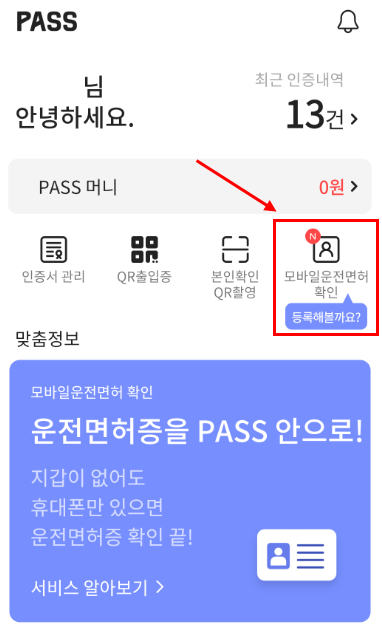 PASS
님
안녕하세요.
최근 인증내역
13건
PASS 머니
0원
인증서 관리
QR출입증
본인확인
QR촬영
N
모바일운전면허
확인
등록해볼까요?
맞춤정보
모바일운전면허 확인
운전면허증을 PASS 안으로!
지갑이 없어도
휴대폰만 있으면
운전면허증 확인 끝!
서비스 알아보기